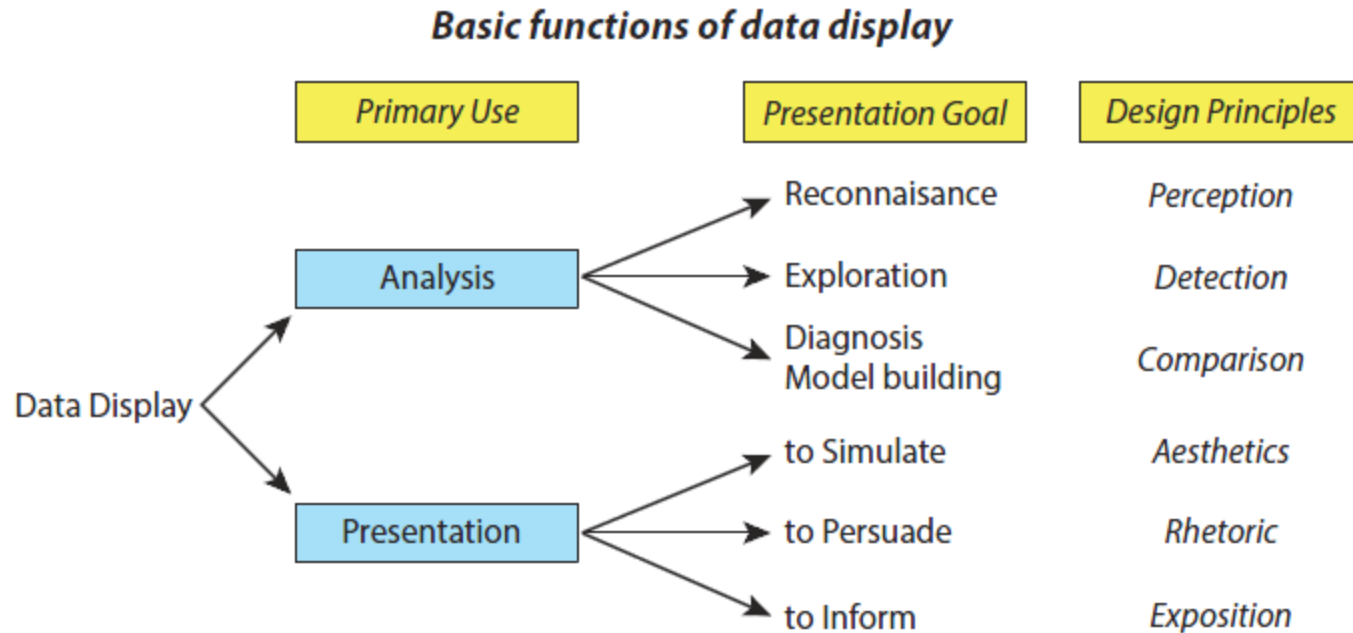 Basic functions of data display
Primary Use
Presentation Goal
Design Principles
Reconnaisance
Perception
Analysis
Exploration
Detection
Diagnosis
Model building
Comparison
Data Display
to Simulate
Aesthetics
Presentation
to Persuade
Rhetoric
to Inform
Exposition